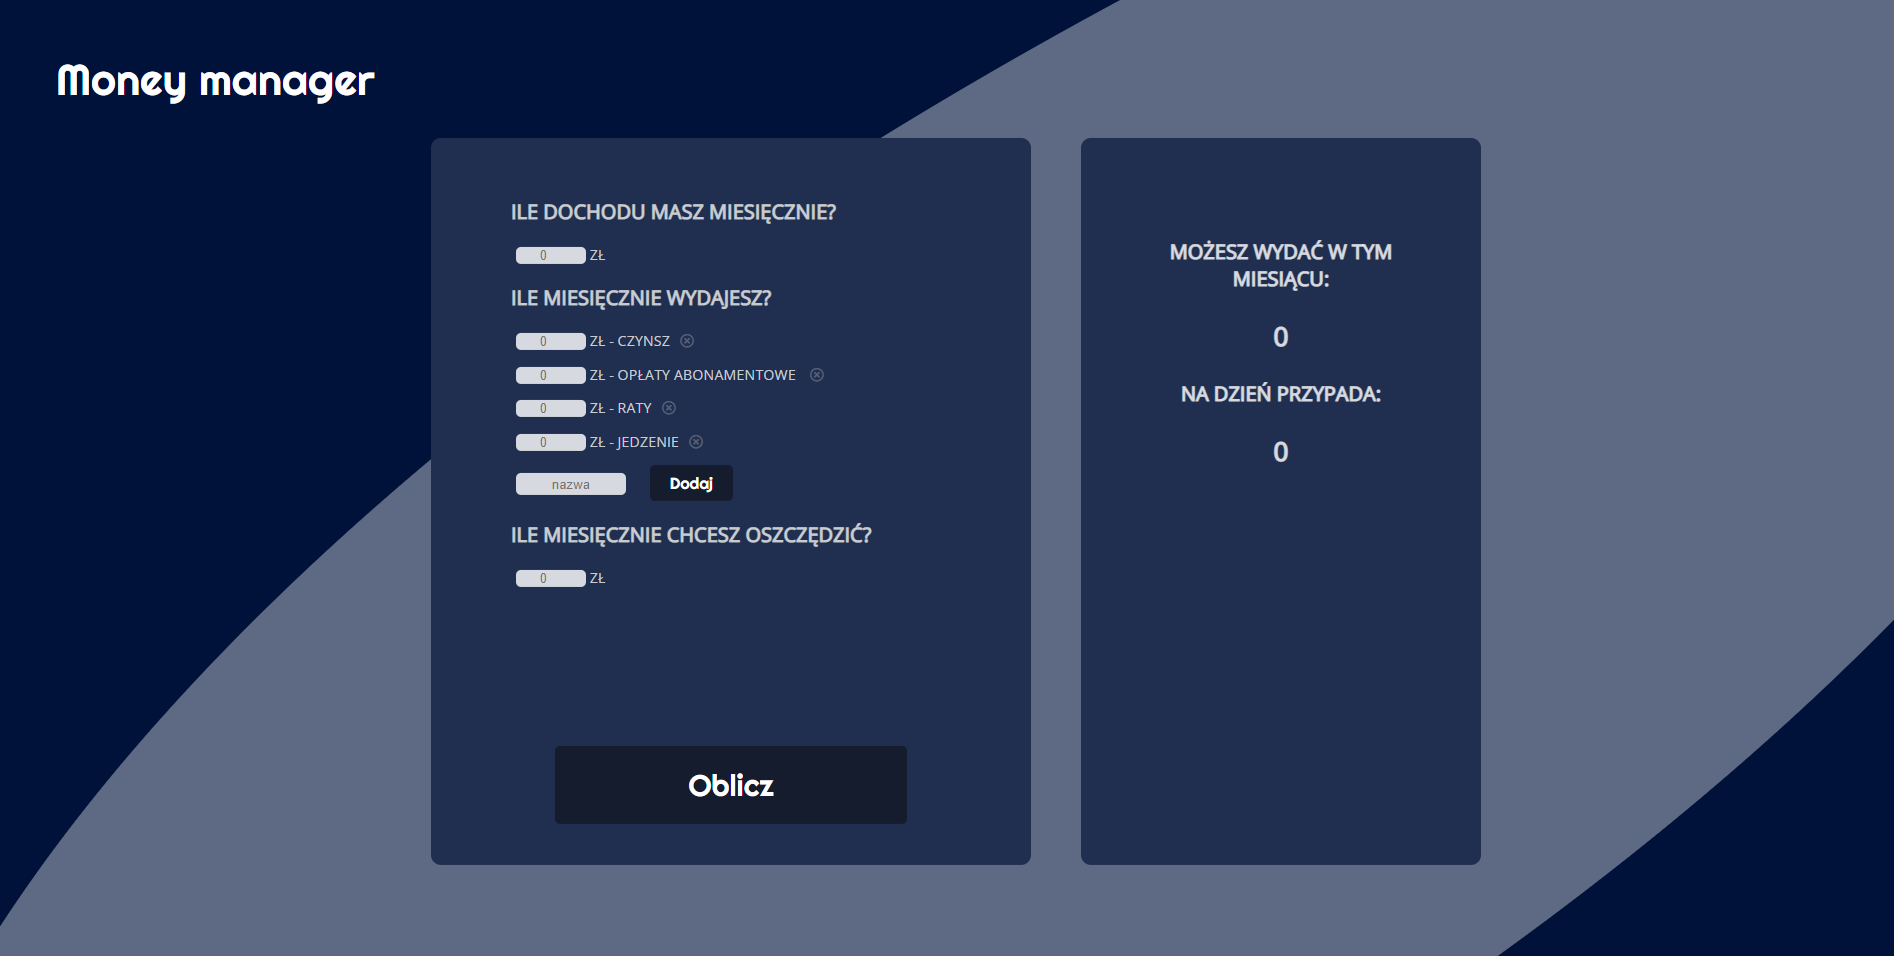 Money manager
ILE DOCHODU MASZ MIESIĘCZNIE?
0 ZŁ
ILE MIESIĘCZNIE WYDAJESZ?
0 ZŁ - CZYNSZ
0 ZŁ - OPŁATY ABONAMENTOWE
0 ZŁ - RATY
0 ZŁ - JEDZENIE
nazwa Dodaj
ILE MIESIĘCZNIE CHCESZ OSZCZĘDZIĆ?
0 ZŁ
Oblicz
MOŻESZ WYDAĆ W TYM
MIESIĄCU:
0
NA DZIEŃ PRZYPADA:
0